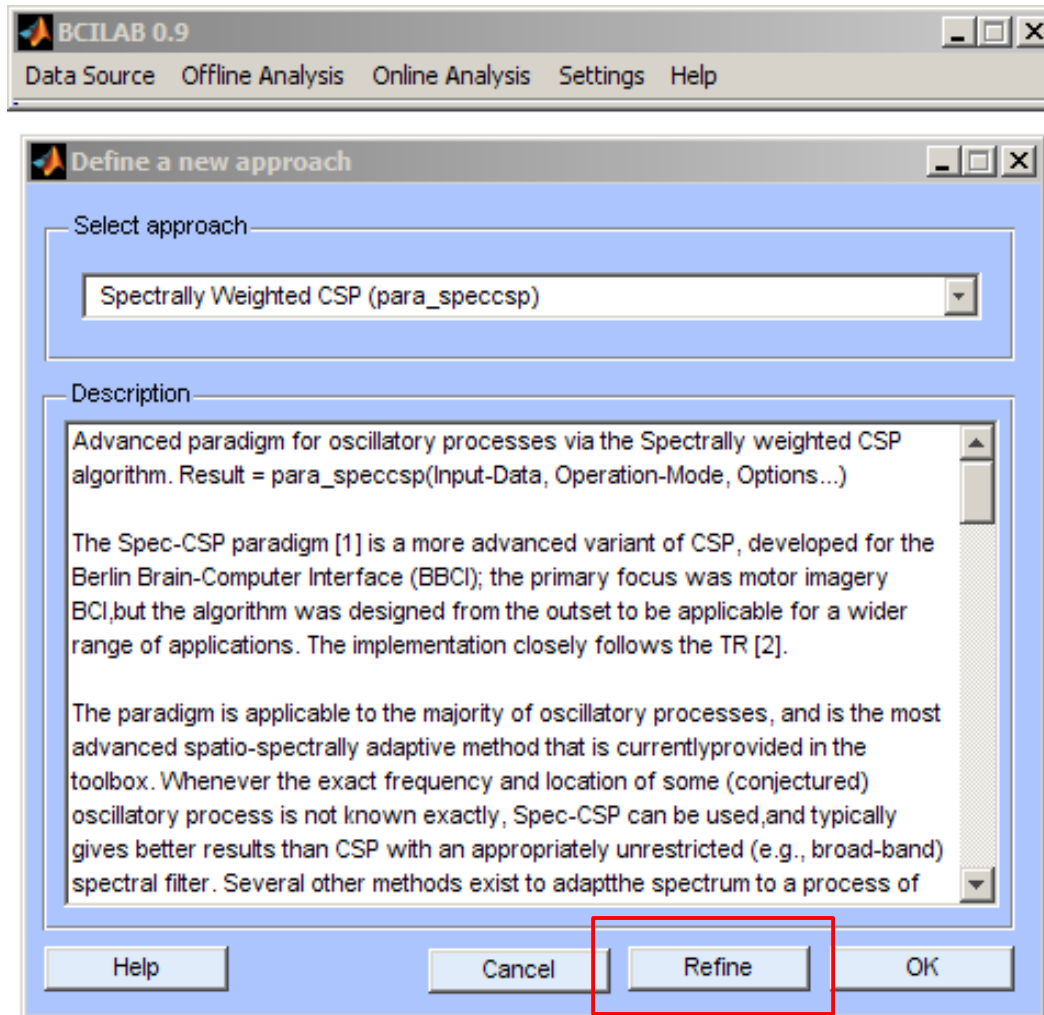 BCILAB 0.9
Data Source Offline Analysis Online Analysis Settings Help
Define a new approach
Select approach
Spectrally Weighted CSP (para_speccsp)
Description
Advanced paradigm for oscillatory processes via the Spectrally weighted CSP
algorithm. Result = para_speccsp(Input-Data, Operation-Mode, Options...)
The Spec-CSP paradigm [1] is a more advanced variant of CSP, developed for the
Berlin Brain-Computer Interface (BBCI); the primary focus was motor imagery
BCI,but the algorithm was designed from the outset to be applicable for a wider
range of applications. The implementation closely follows the TR [2].
The paradigm is applicable to the majority of oscillatory processes, and is the most
advanced spatio-spectrally adaptive method that is currentlyprovided in the
toolbox. Whenever the exact frequency and location of some (conjectured)
oscillatory process is not known exactly, Spec-CSP can be used,and typically
gives better results than CSP with an appropriately unrestricted (e.g., broad-band)
spectral filter. Several other methods exist to adaptthe spectrum to a process of
Help Cancel Refine OK